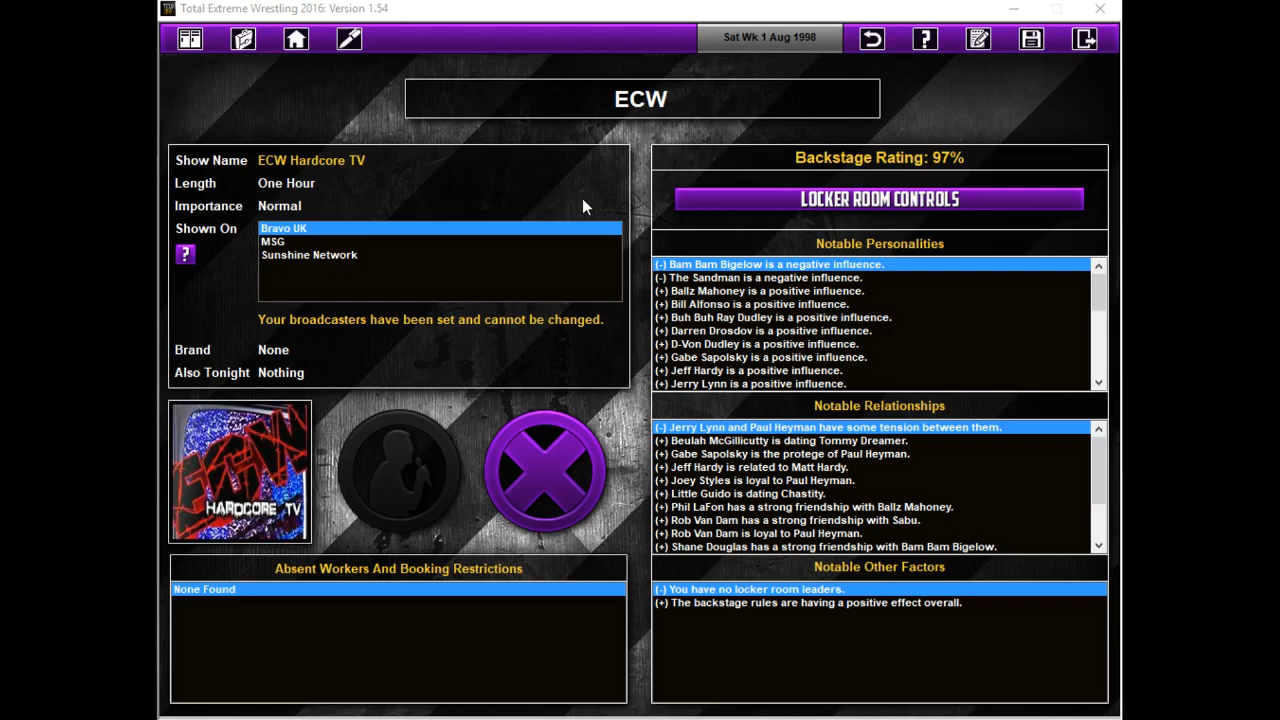 Total Extreme Wrestling 2016: Version 1.54
Sat Wk 1 Aug 1998
ECW
Show Name ECW Hardcore TV
Length One Hour
Importance Normal
Shown On Bravo UK
MSG
Sunshine Network
?
Your broadcasters have been set and cannot be changed.
Brand None
Also Tonight Nothing
ECW
HARDCORE TV
Absent Workers And Booking Restrictions
None Found
Backstage Rating: 97%
LOCKER ROOM CONTROLS
Notable Personalities
(-) Bam Bam Bigelow is a negative influence.
(-) The Sandman is a negative influence.
(+) Ballz Mahoney is a positive influence.
(+) Bill Alfonso is a positive influence.
(+) Buh Buh Ray Dudley is a positive influence.
(+) Darren Drosdov is a positive influence.
(+) D-Von Dudley is a positive influence.
(+) Gabe Sapolsky is a positive influence.
(+) Jeff Hardy is a positive influence.
(+) Jerry Lynn is a positive influence.
Notable Relationships
(-) Jerry Lynn and Paul Heyman have some tension between them.
(+) Beulah McGillicutty is dating Tommy Dreamer.
(+) Gabe Sapolsky is the protege of Paul Heyman.
(+) Jeff Hardy is related to Matt Hardy.
(+) Joey Styles is loyal to Paul Heyman.
(+) Little Guido is dating Chastity.
(+) Phil LaFon has a strong friendship with Ballz Mahoney.
(+) Rob Van Dam has a strong friendship with Sabu.
(+) Rob Van Dam is loyal to Paul Heyman.
(+) Shane Douglas has a strong friendship with Bam Bam Bigelow.
Notable Other Factors
(-) You have no locker room leaders.
(+) The backstage rules are having a positive effect overall.